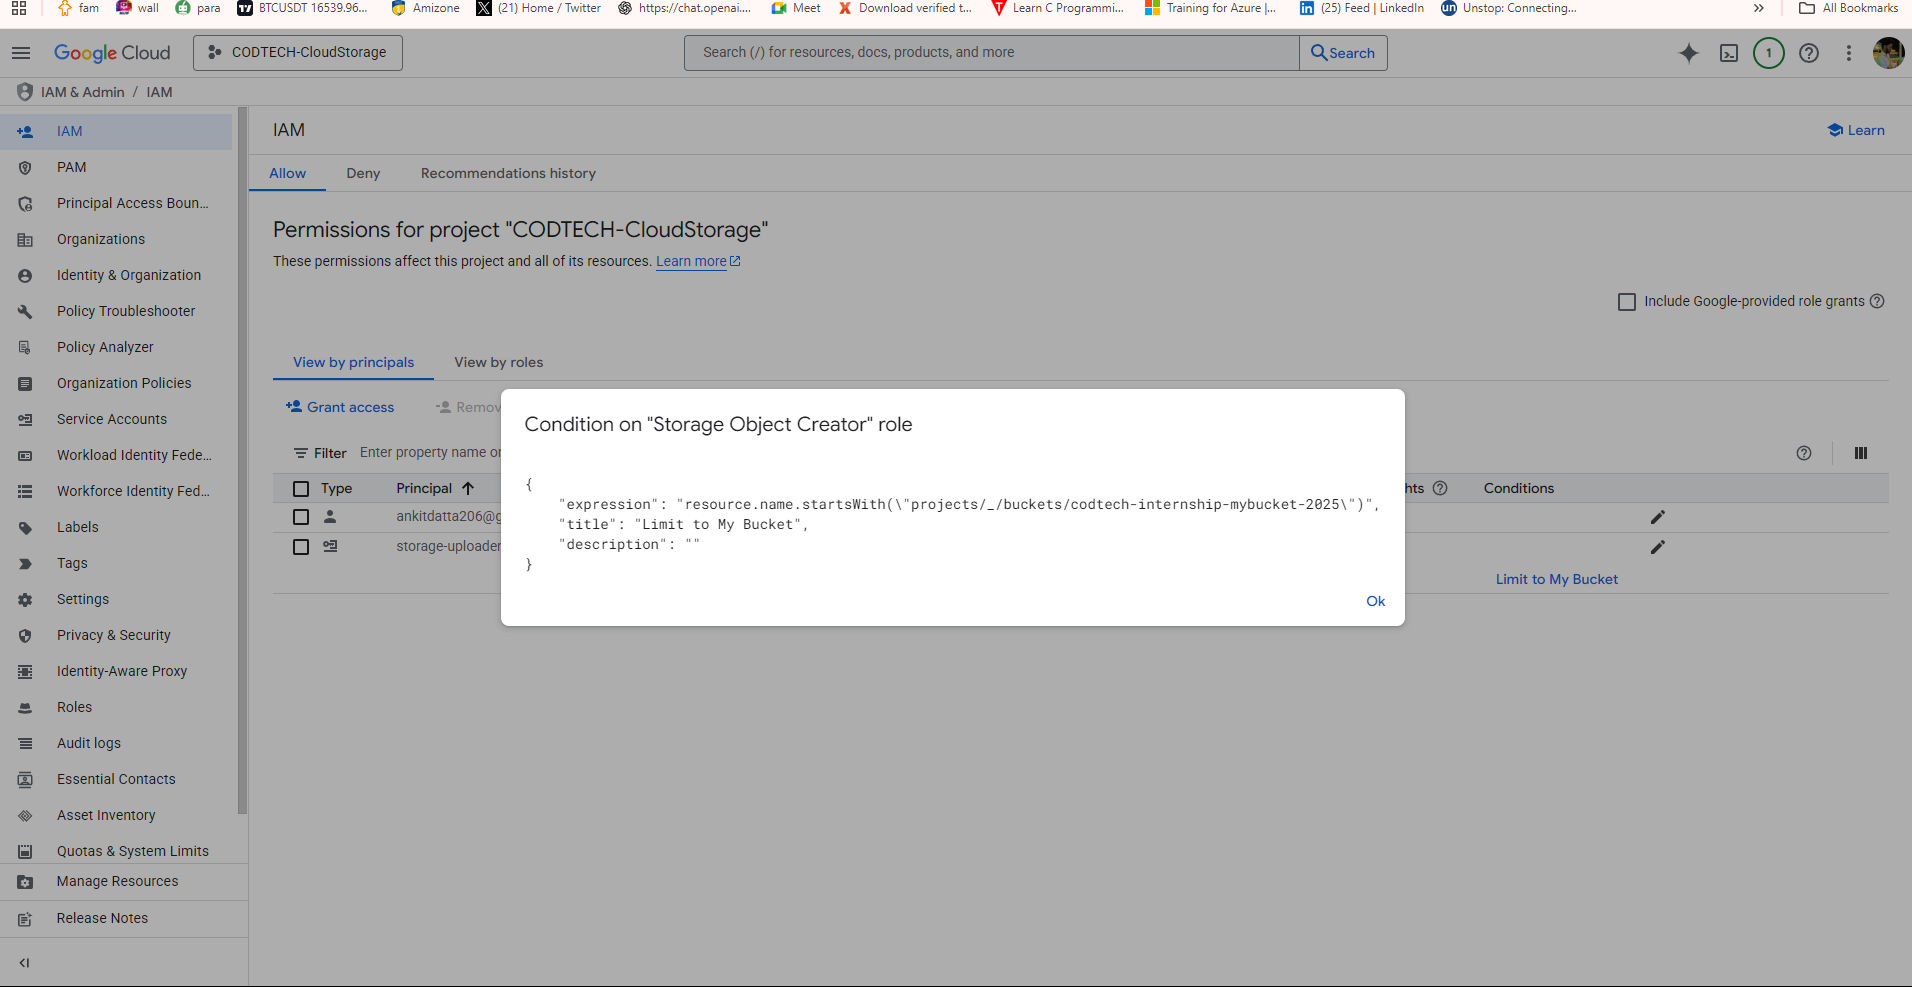 fam wall para BTCUSDT 16539.96... Amizone (21) Home / Twitter https://chat.openai.... Meet Download verified t... Learn C Programmi... Training for Azure |... (25) Feed | LinkedIn Unstop: Connecting... All Bookmarks
Google Cloud CODTECH-CloudStorage Search (/) for resources, docs, products, and more Search 1
IAM & Admin / IAM
IAM
PAM
Principal Access Boun...
Organizations
Identity & Organization
Policy Troubleshooter
Policy Analyzer
Organization Policies
Service Accounts
Workload Identity Fede...
Workforce Identity Fed...
Labels
Tags
Settings
Privacy & Security
Identity-Aware Proxy
Roles
Audit logs
Essential Contacts
Asset Inventory
Quotas & System Limits
Manage Resources
Release Notes
IAM Learn
Allow Deny Recommendations history
Permissions for project "CODTECH-CloudStorage"
These permissions affect this project and all of its resources. Learn more
Include Google-provided role grants
View by principals View by roles
Grant access
Filter Enter property name
Type Principal Conditions
ankitdatta206@
storage-uploader
Limit to My Bucket
Condition on "Storage Object Creator" role
{
"expression": "resource.name.startsWith(\"projects/_/buckets/codtech-internship-mybucket-2025\")",
"title": "Limit to My Bucket",
"description": ""
}
Ok